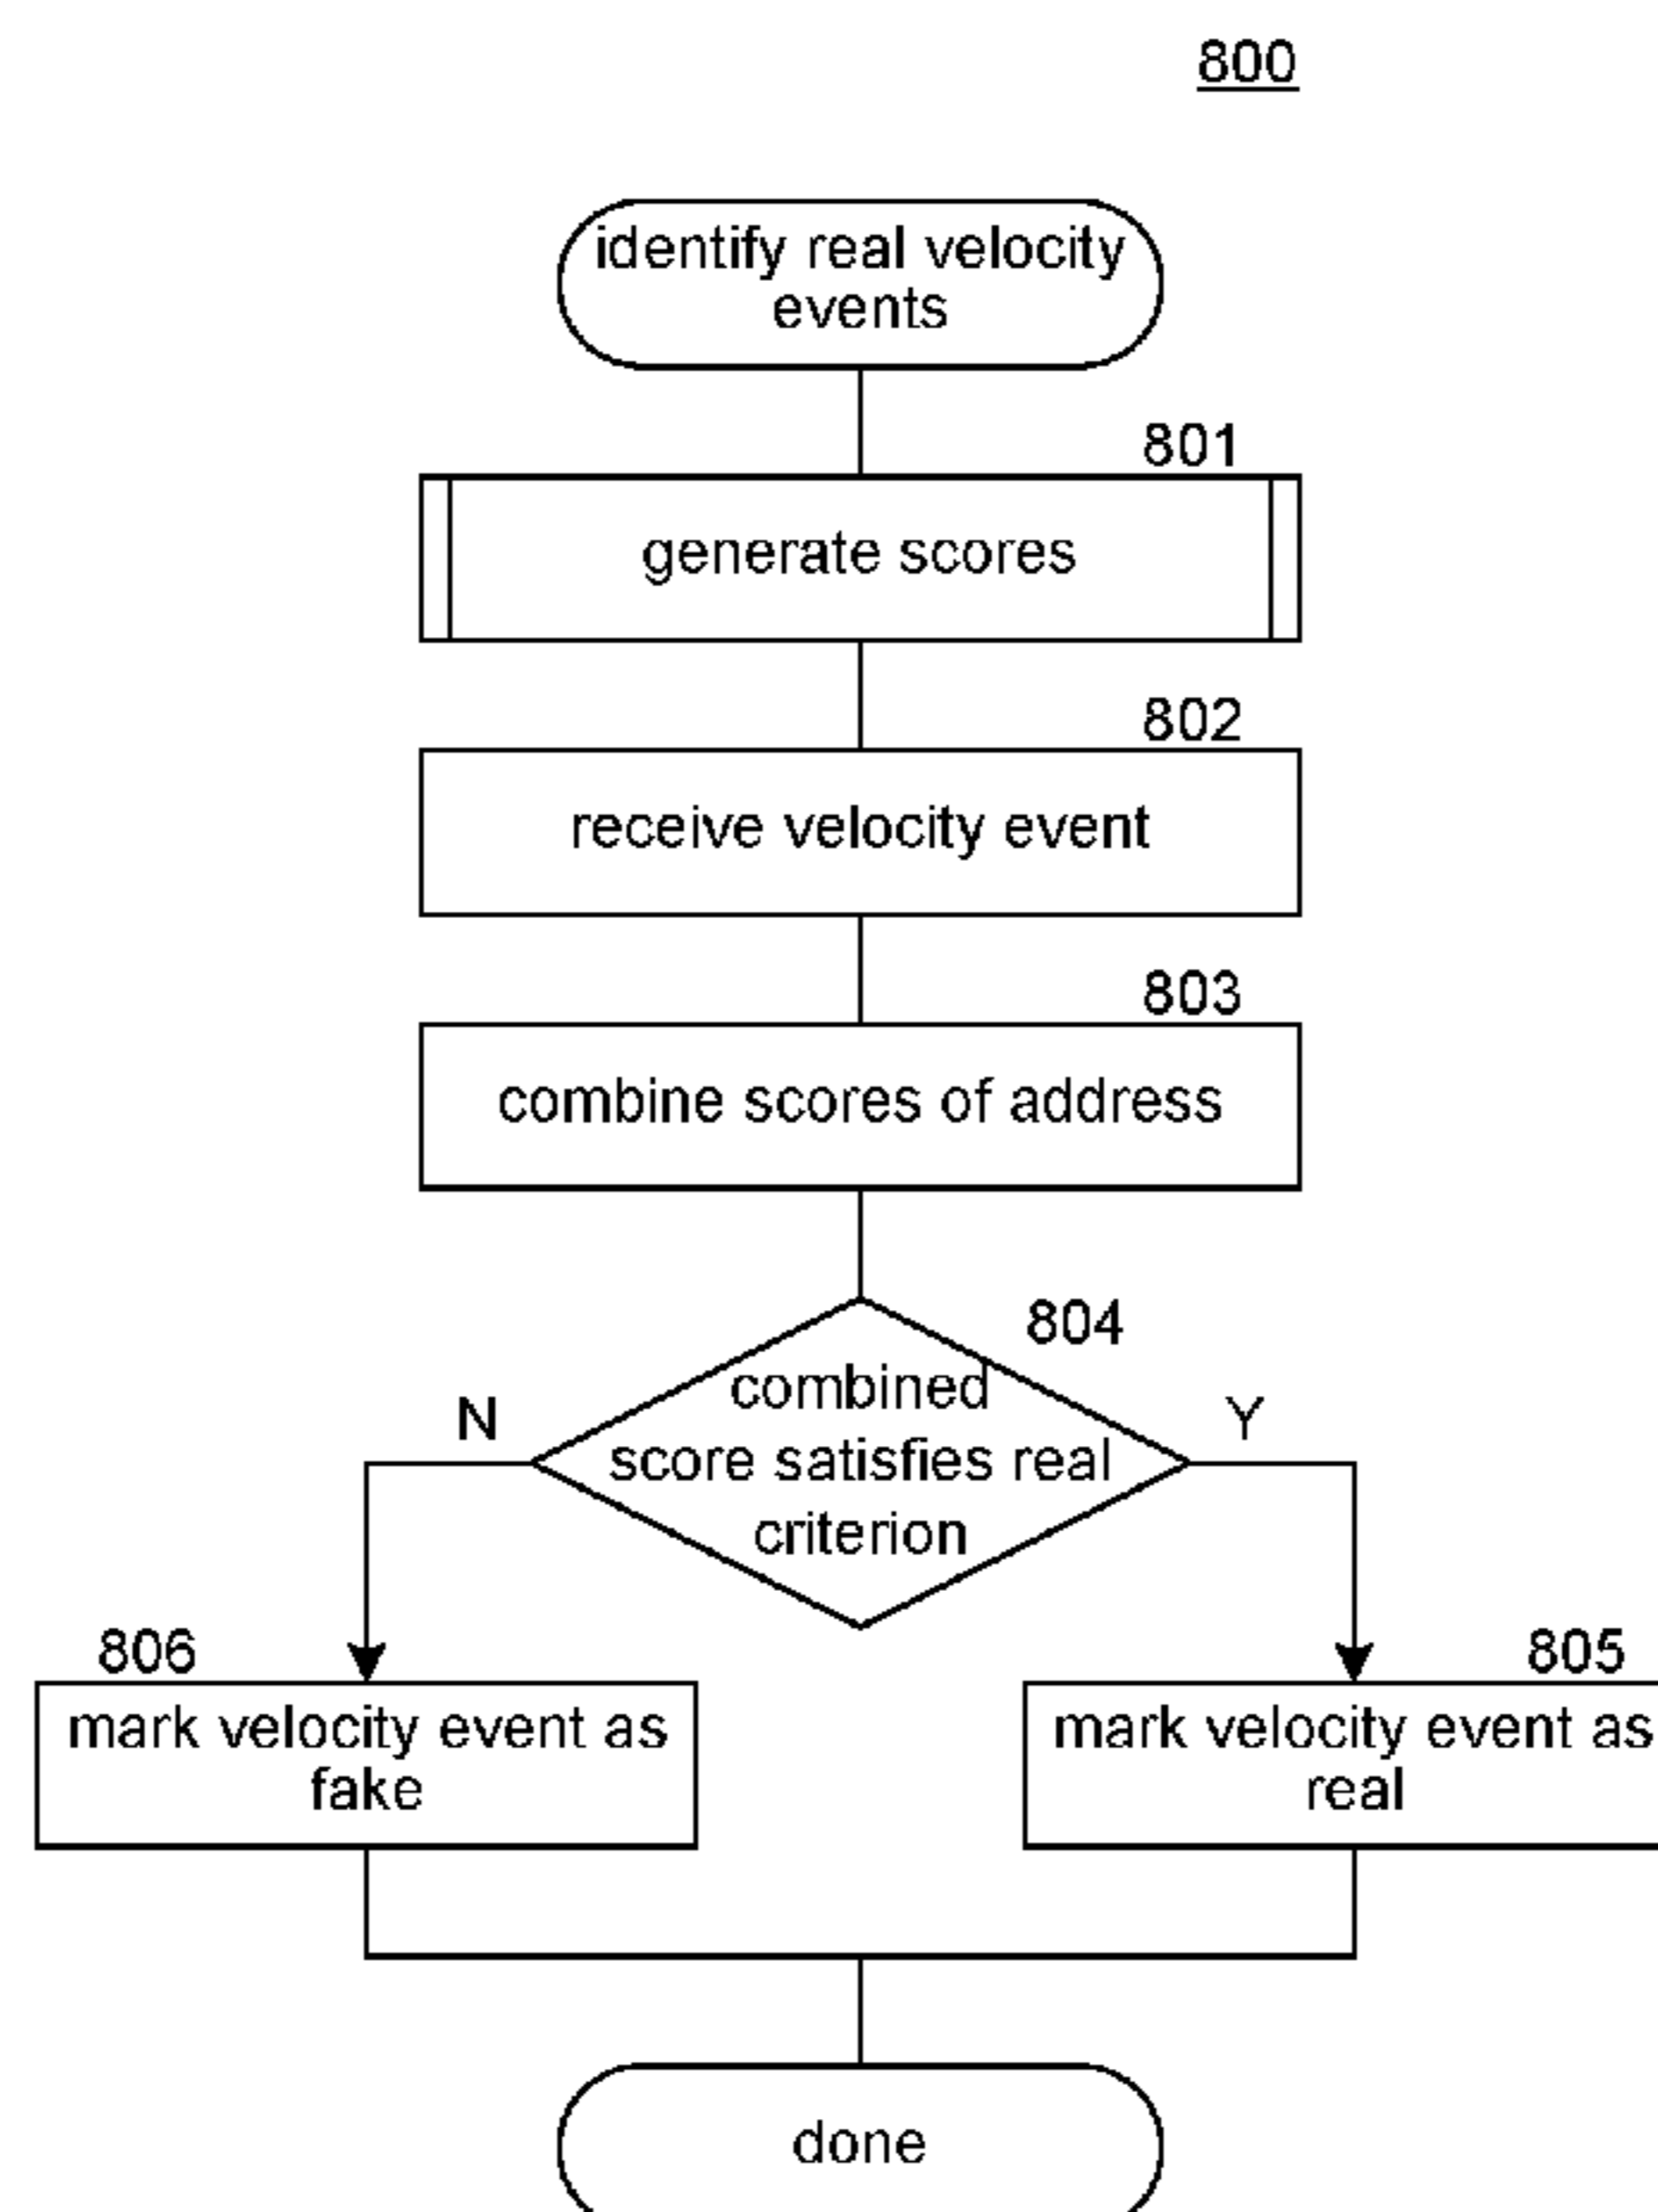 800
identify real velocity
events
801
generate scores
802
receive velocity event
803
combine scores of address
804
combined
score satisfies real
criterion
N
Y
806
mark velocity event as
fake
805
mark velocity event as
real
done